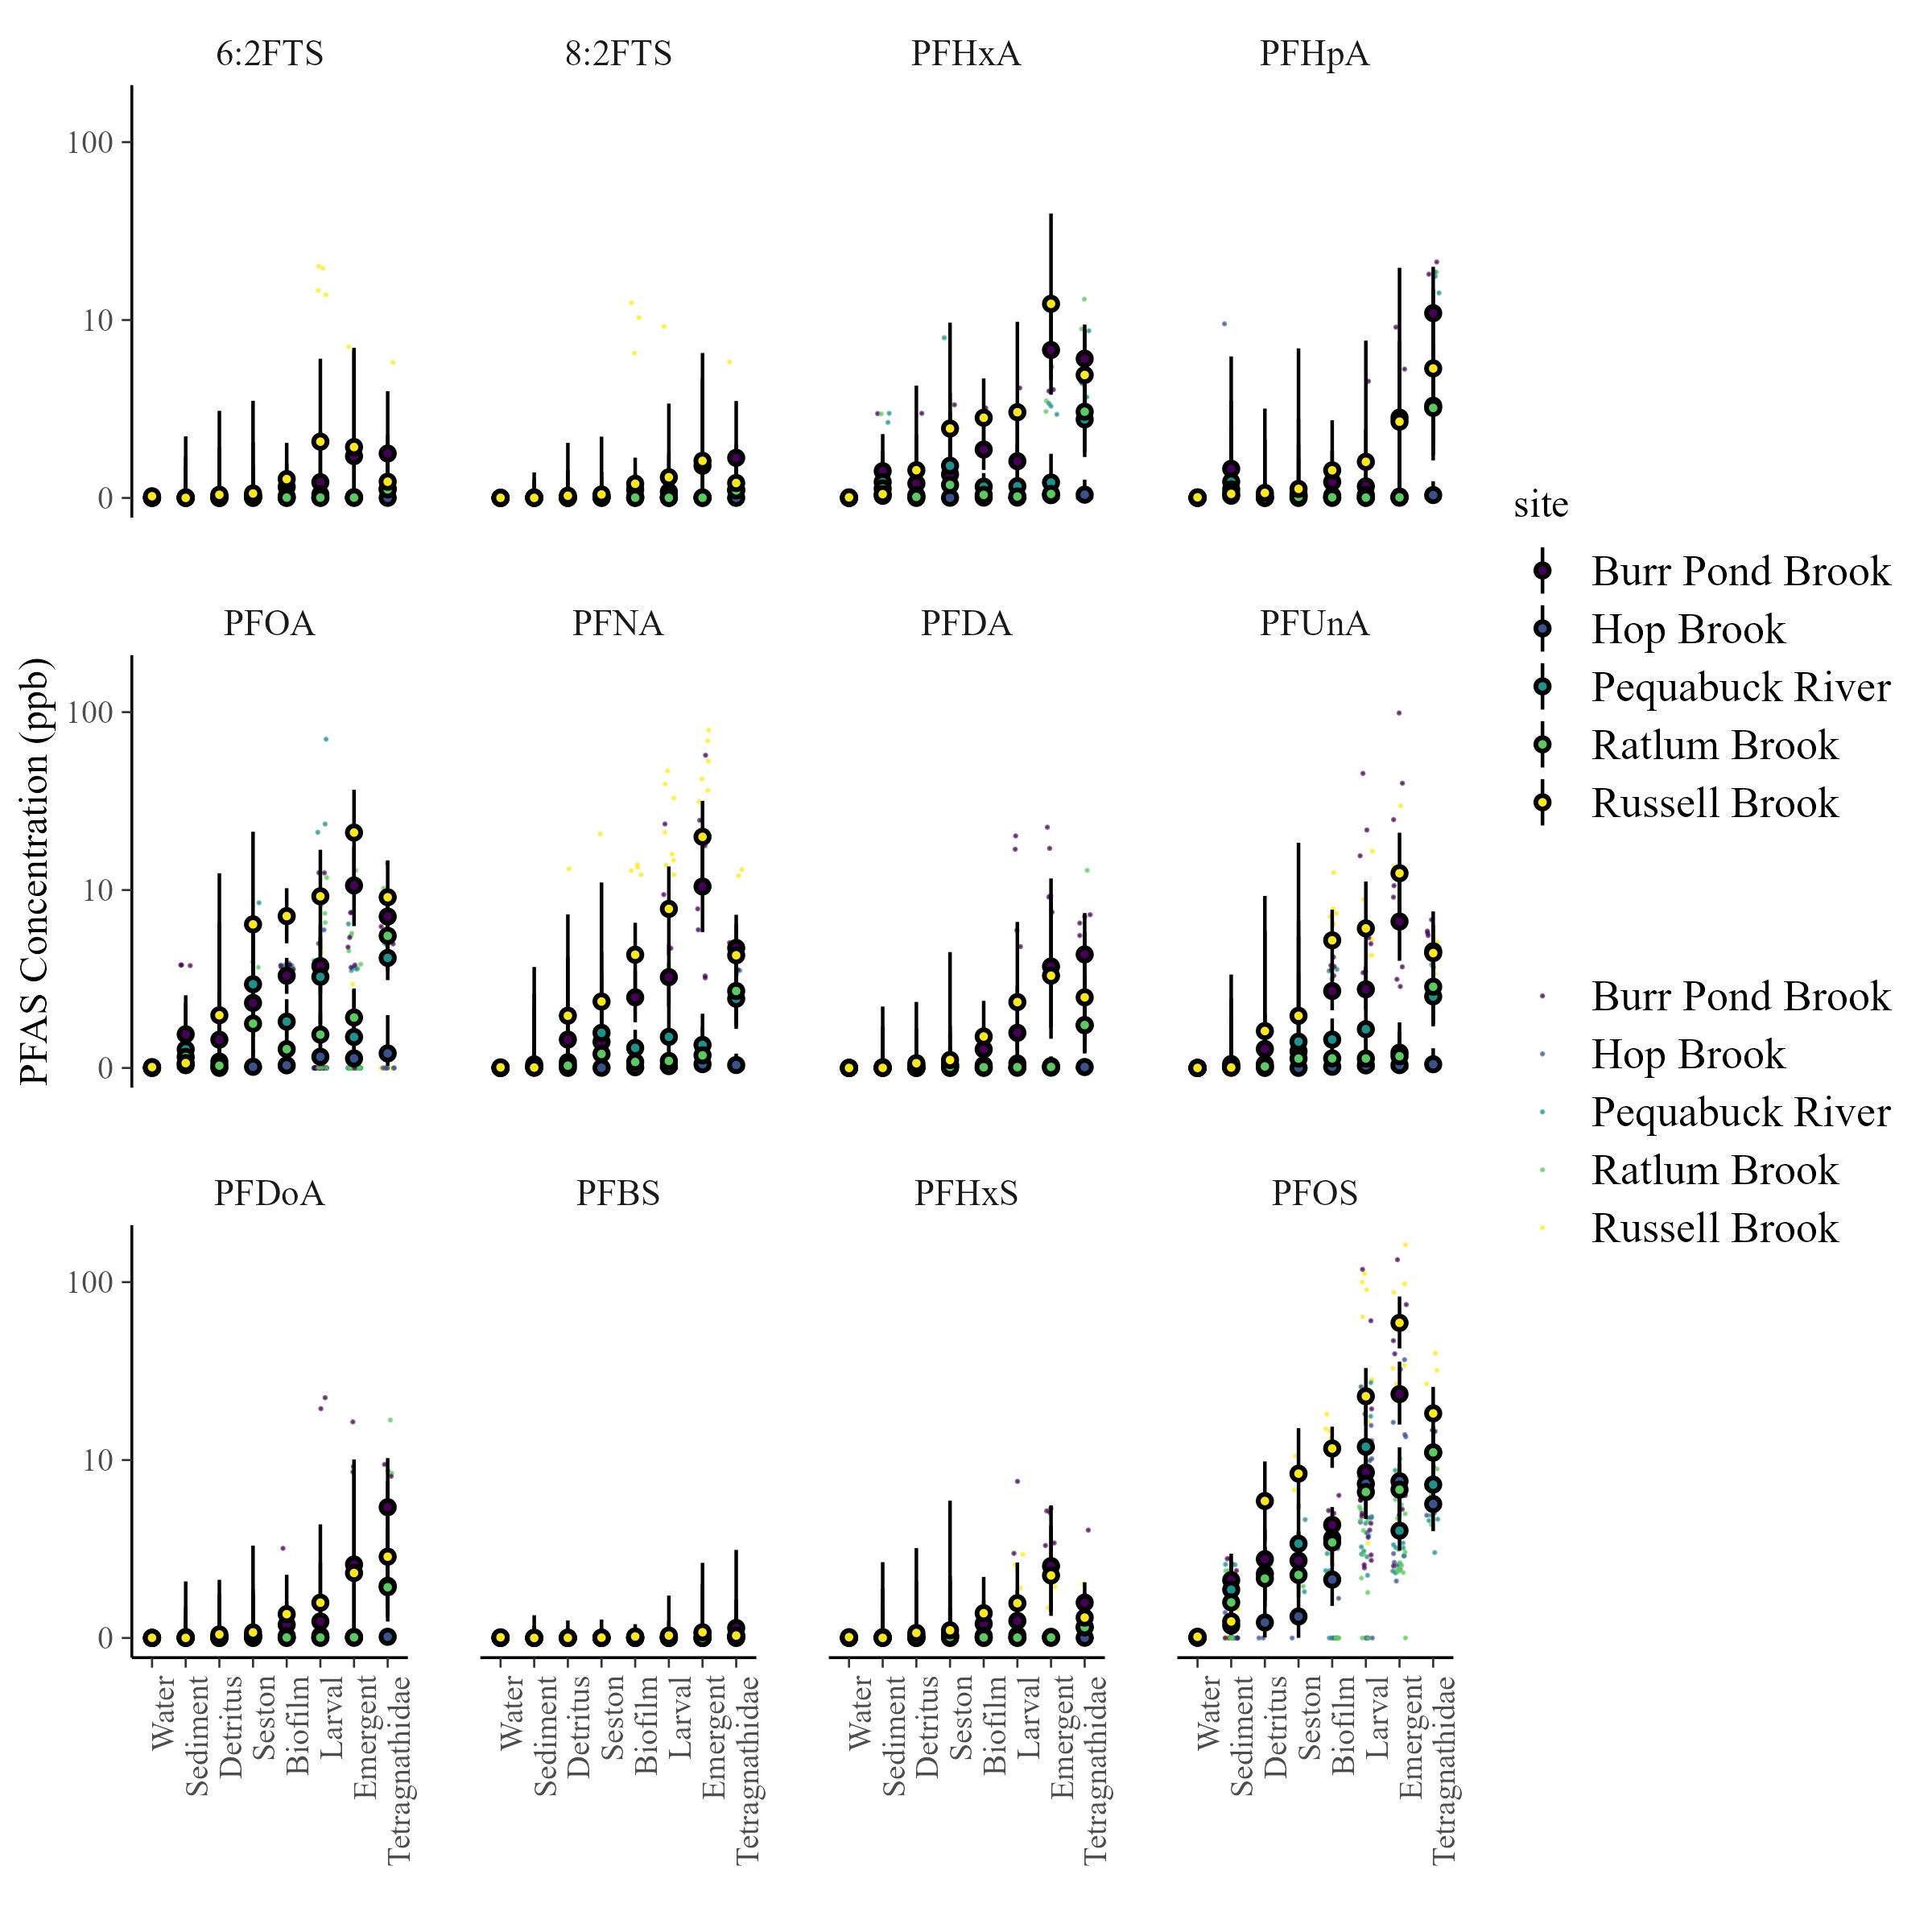 6:2FTS 8:2FTS PFHxA PFHpA
100
10
0
PFOA PFNA PFDA PFUnA
PFAS Concentration (ppb)
100
10
0
PFDoA PFBS PFHxS PFOS
100
10
0
Water Sediment Detritus Seston Biofilm Larval Emergent Tetragnathidae
Water Sediment Detritus Seston Biofilm Larval Emergent Tetragnathidae
Water Sediment Detritus Seston Biofilm Larval Emergent Tetragnathidae
Water Sediment Detritus Seston Biofilm Larval Emergent Tetragnathidae
site
Burr Pond Brook
Hop Brook
Pequabuck River
Ratlum Brook
Russell Brook
Burr Pond Brook
Hop Brook
Pequabuck River
Ratlum Brook
Russell Brook